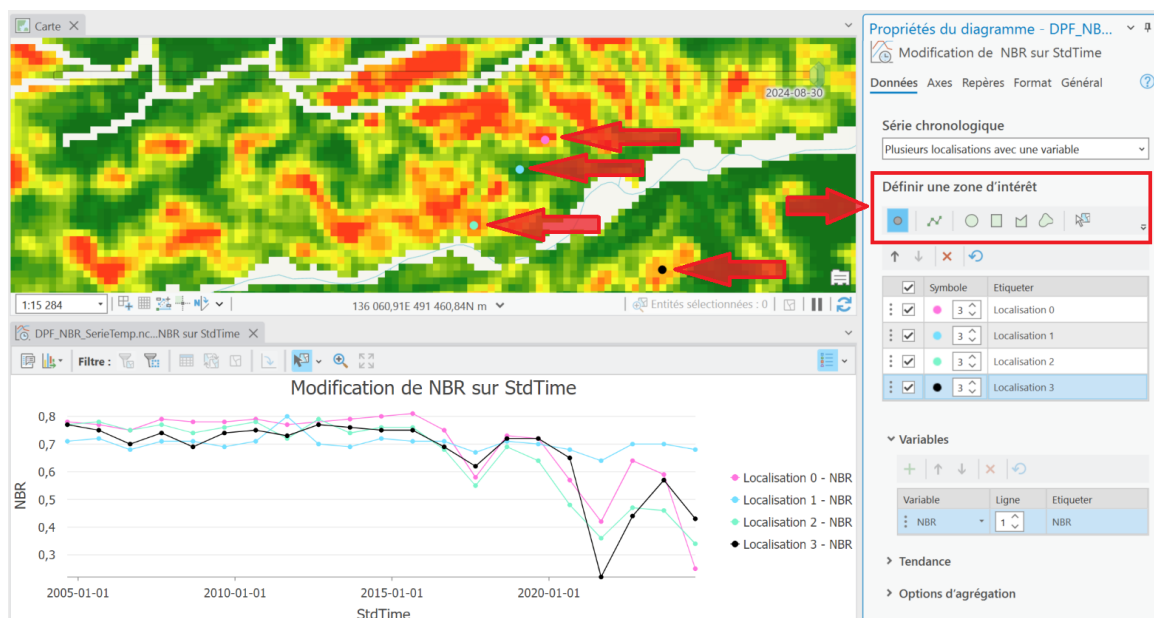 Carte
2024-08-30
1:15 284
136 060,91E 491 460,84N m
Entités sélectionnées : 0
DPF_NBR_SerieTemp.nc...NBR sur StdTime
Filtre :
Modification de NBR sur StdTime
NBR
0,8
0,7
0,6
0,5
0,4
0,3
2005-01-01
2010-01-01
2015-01-01
2020-01-01
StdTime
Localisation 0 - NBR
Localisation 1 - NBR
Localisation 2 - NBR
Localisation 3 - NBR
Propriétés du diagramme - DPF_NB...
Modification de NBR sur StdTime
Données Axes Repères Format Général
Série chronologique
Plusieurs localisations avec une variable
Définir une zone d'intérêt
Symbole Etiqueter
3 Localisation 0
3 Localisation 1
3 Localisation 2
3 Localisation 3
Variables
Variable Ligne Etiqueter
NBR 1 NBR
Tendance
Options d'agrégation